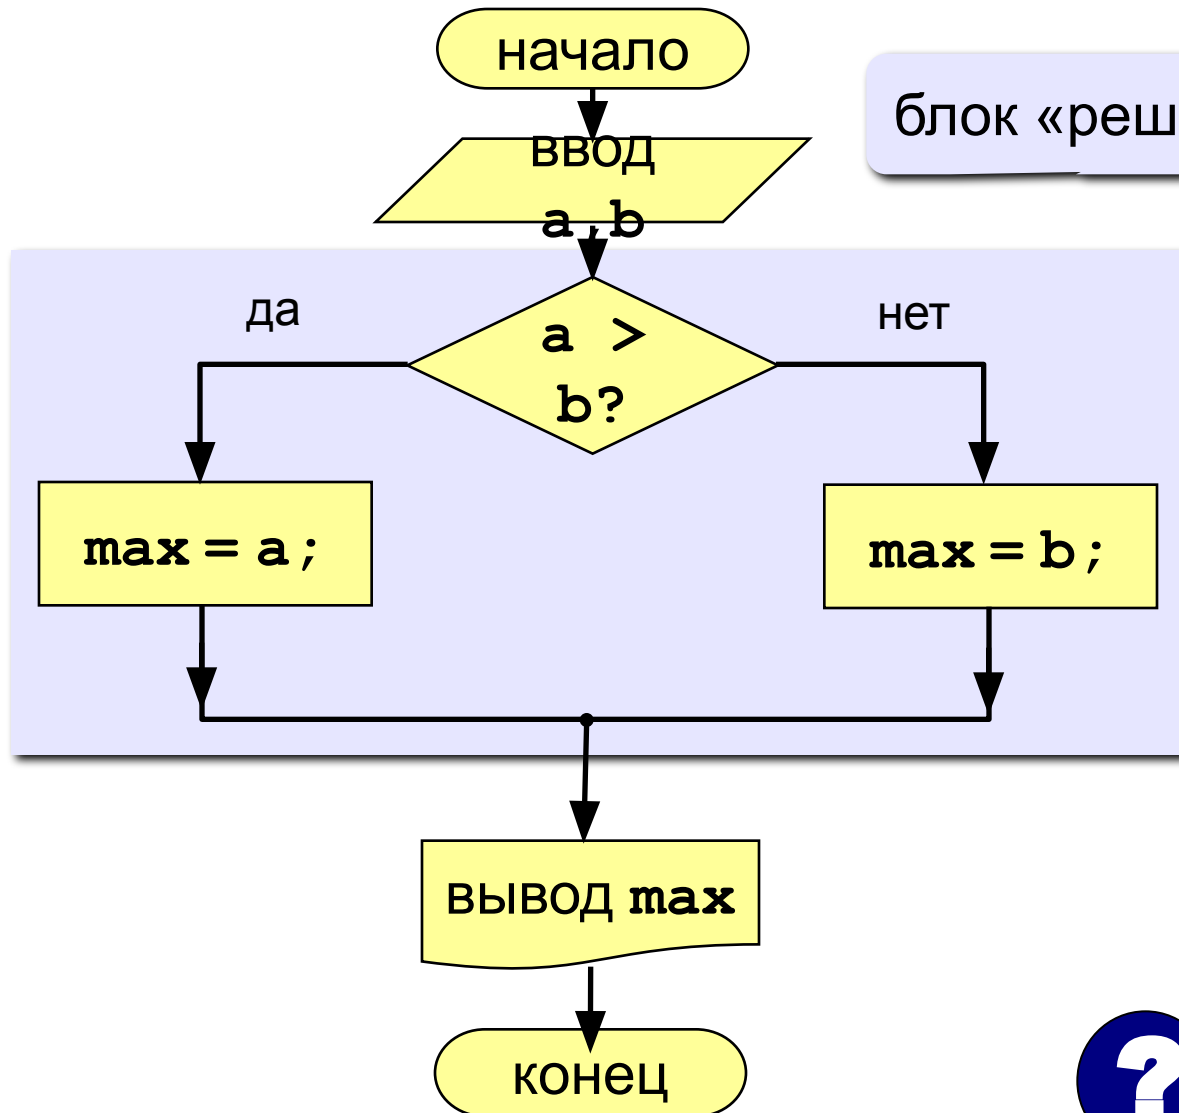 начало
блок «реш
ввод
a,b
да
нет
a >
b?
max = a;
max = b;
вывод max
конец
?